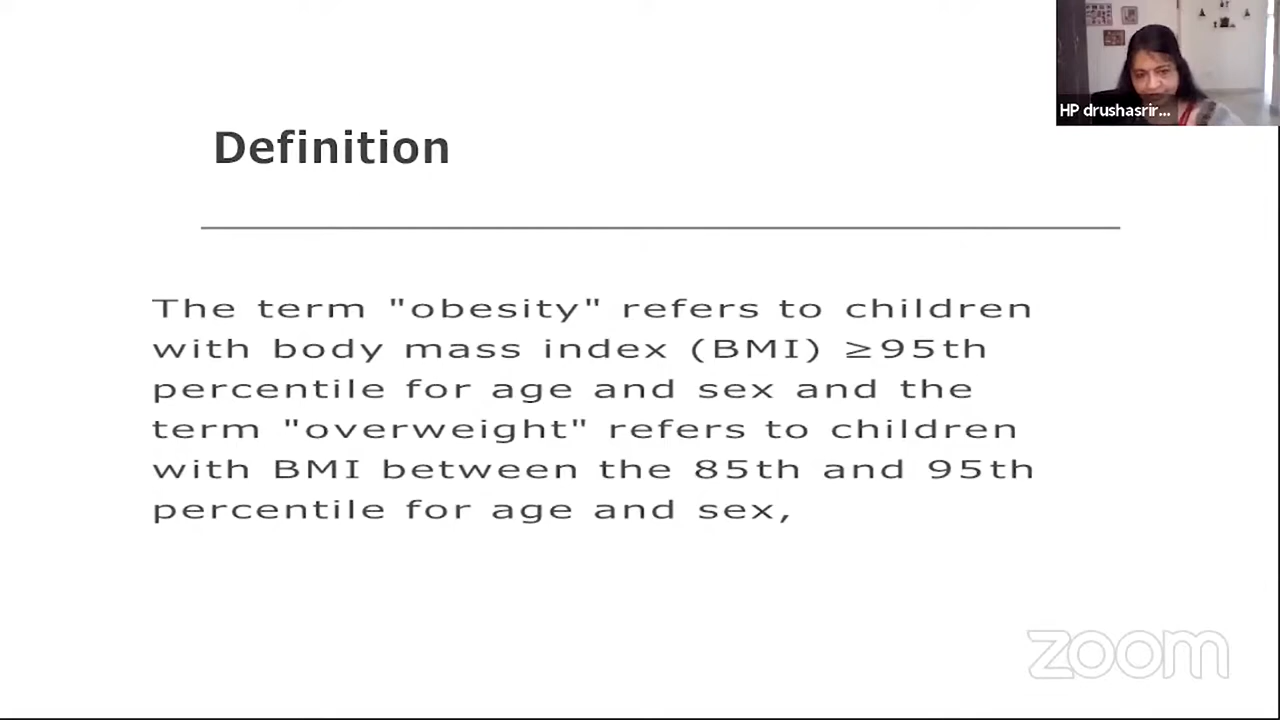 HP drushasrir...
Definition
The term "obesity" refers to children
with body mass index (BMI) ≥95th
percentile for age and sex and the
term "overweight" refers to children
with BMI between the 85th and 95th
percentile for age and sex,
zoom